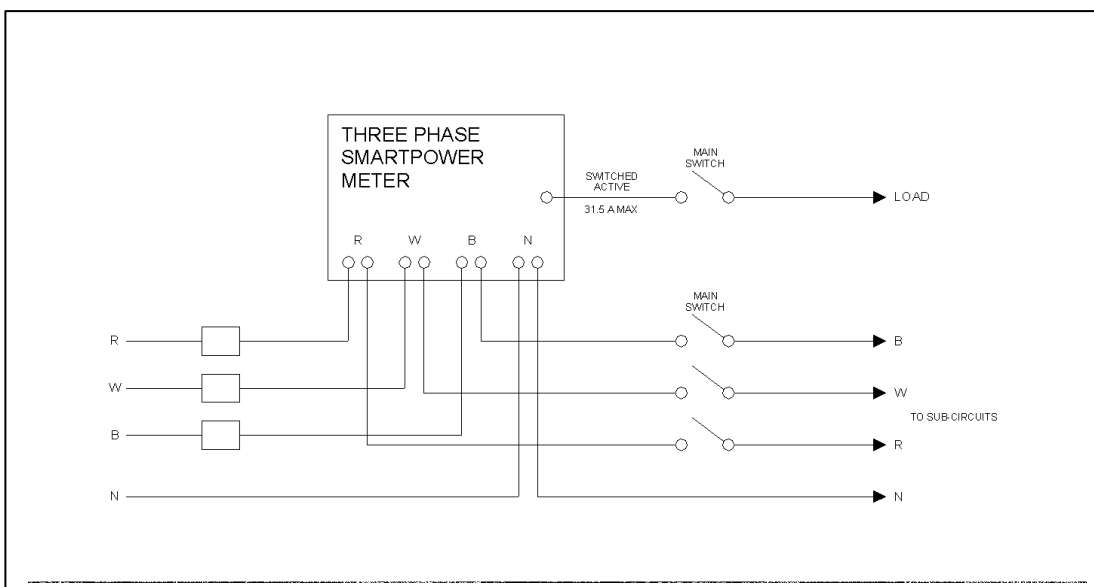 THREE PHASE
SMARTPOWER
METER
SWITCHED
ACTIVE
31.5 A MAX
MAIN
SWITCH
LOAD
R W B N
MAIN
SWITCH
R
B
W
W
TO SUB-CIRCUITS
B
R
N
N